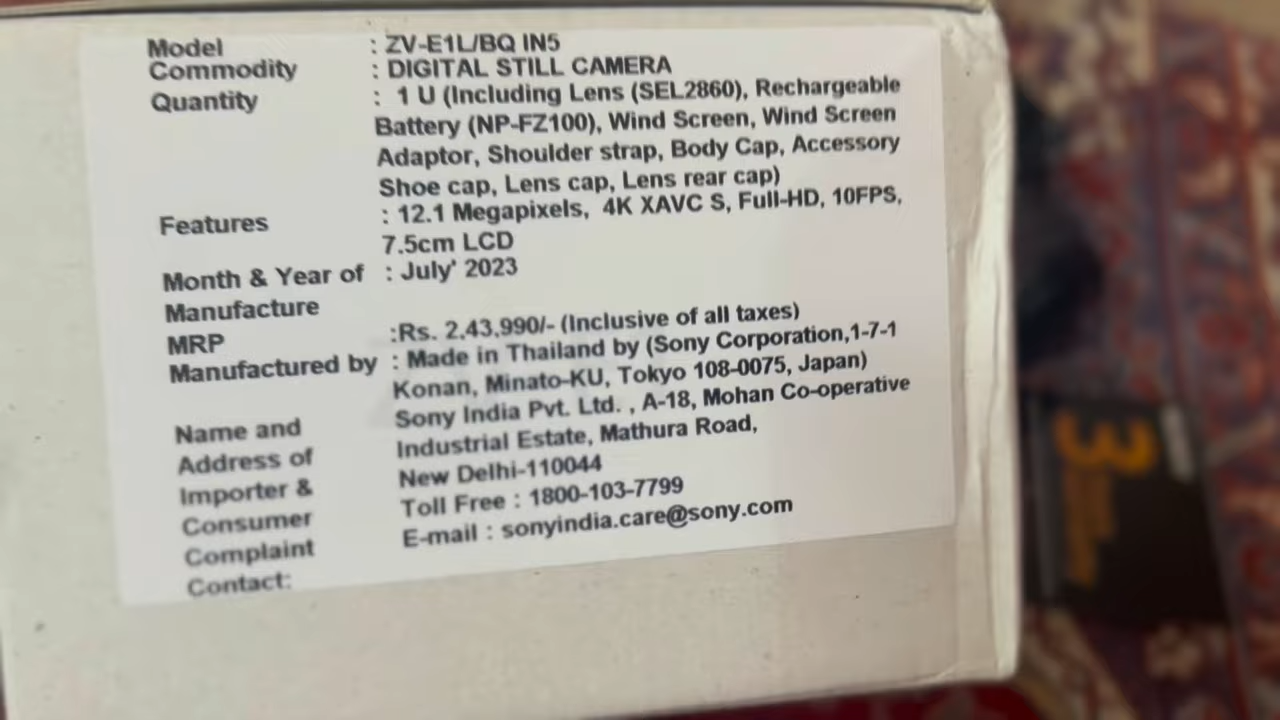 Model : ZV-E1L/BQ IN5
Commodity : DIGITAL STILL CAMERA
Quantity : 1 U (Including Lens (SEL2860), Rechargeable
Battery (NP-FZ100), Wind Screen, Wind Screen
Adaptor, Shoulder strap, Body Cap, Accessory
Shoe cap, Lens cap, Lens rear cap)
Features : 12.1 Megapixels, 4K XAVC S, Full-HD, 10FPS,
7.5cm LCD
Month & Year of : July' 2023
Manufacture
MRP :Rs. 2,43,990/- (Inclusive of all taxes)
Manufactured by : Made in Thailand by (Sony Corporation,1-7-1
Konan, Minato-KU, Tokyo 108-0075, Japan)
Name and Sony India Pvt. Ltd. , A-18, Mohan Co-operative
Address of Industrial Estate, Mathura Road,
Importer & New Delhi-110044
Consumer Toll Free : 1800-103-7799
Complaint E-mail : sonyindia.care@sony.com
Contact:
3